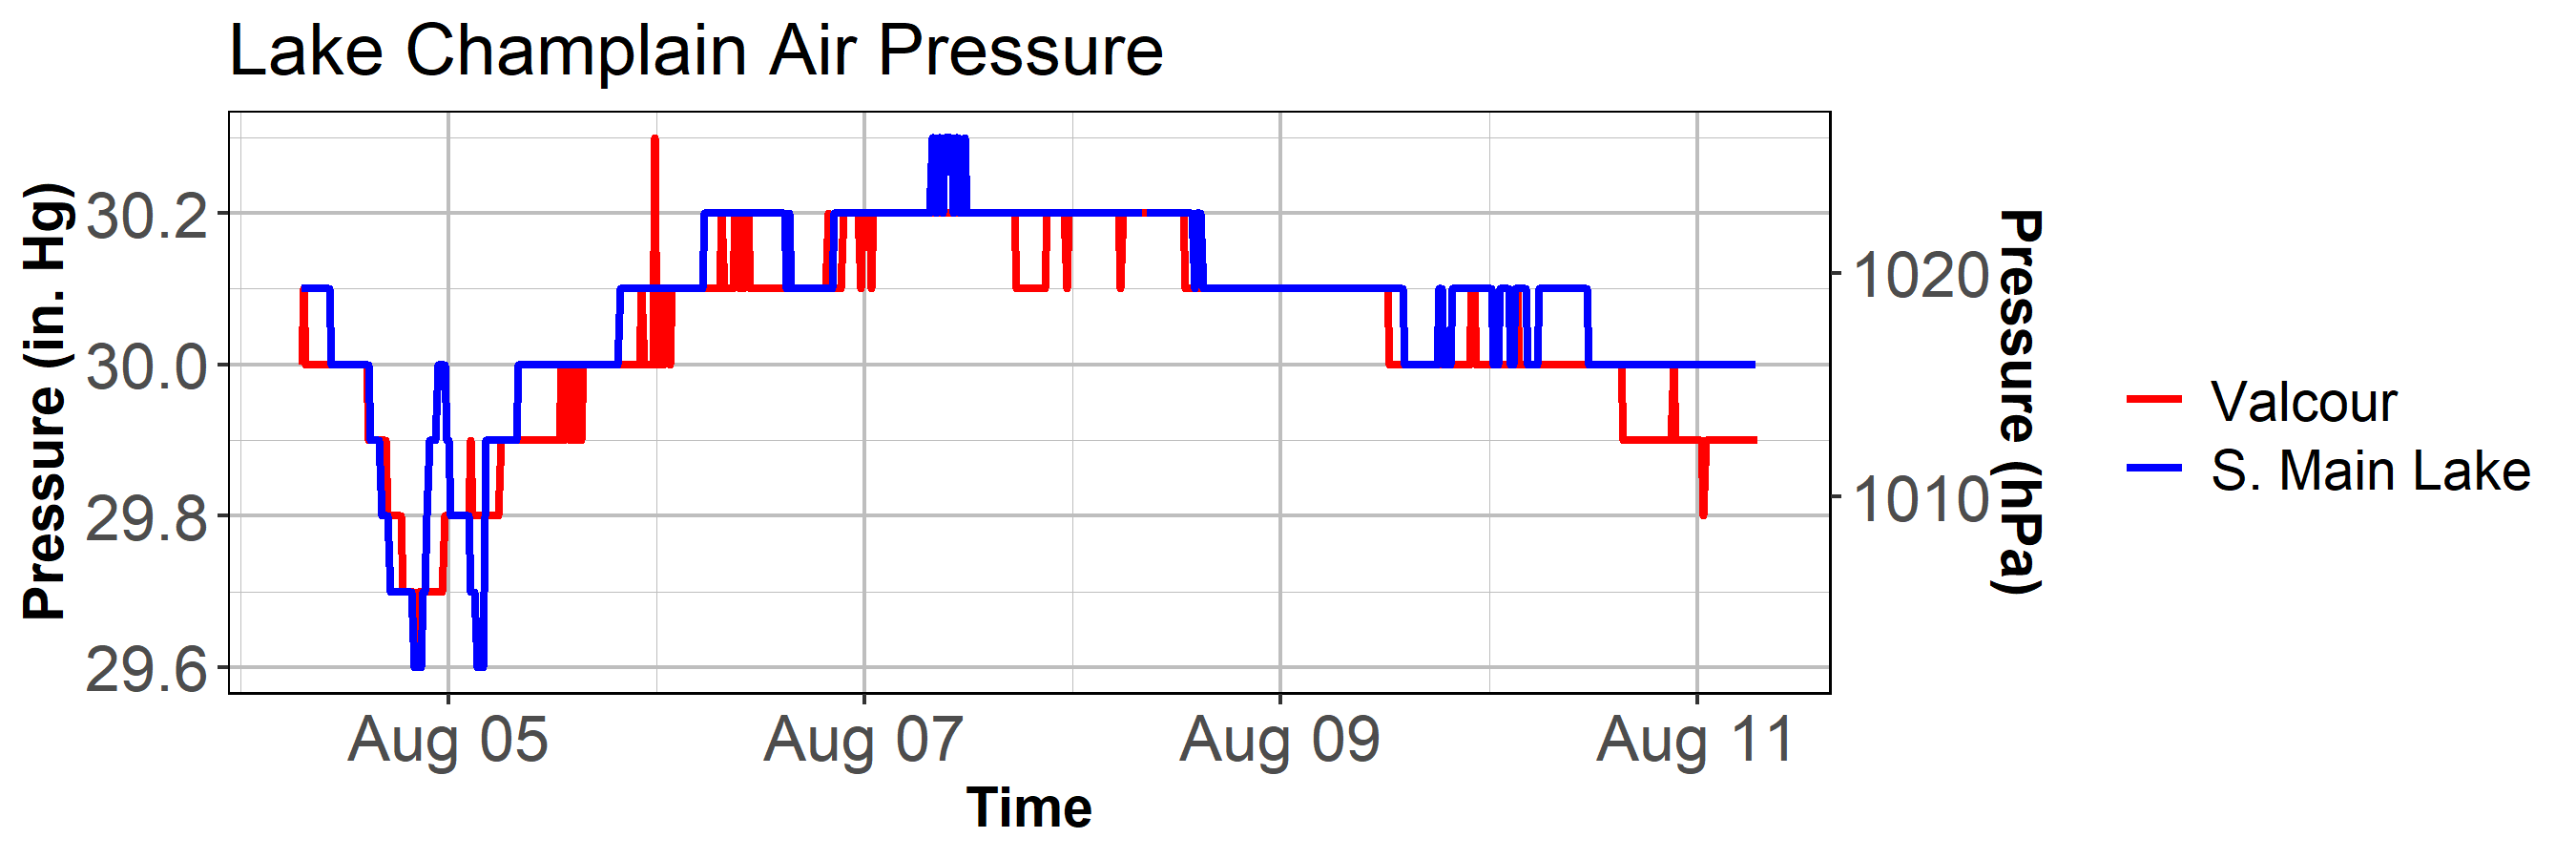 Lake Champlain Air Pressure
Pressure (in. Hg)
30.2
30.0
29.8
29.6
1020
1010
Pressure (hPa)
Valcour
S. Main Lake
Aug 05 Aug 07 Aug 09 Aug 11
Time